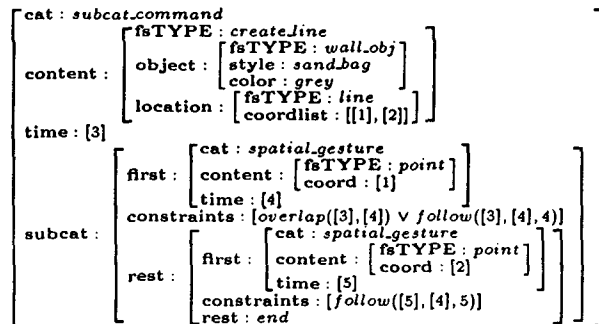 cat : subcat_command
fsTYPE : create_line
fsTYPE : wall_obj
object : style : sand_bag
content : color : grey
location : fsTYPE : line
coordlist : [[1], [2]]
time : [3]
cat : spatial_gesture
first : content : fsTYPE : point
coord : [1]
time : [4]
constraints : [overlap([3], [4]) ∨ follow([3], [4], 4)]
subcat : cat : spatial_gesture
first : content : fsTYPE : point
rest : coord : [2]
time : [5]
constraints : [follow([5], [4], 5)]
rest : end